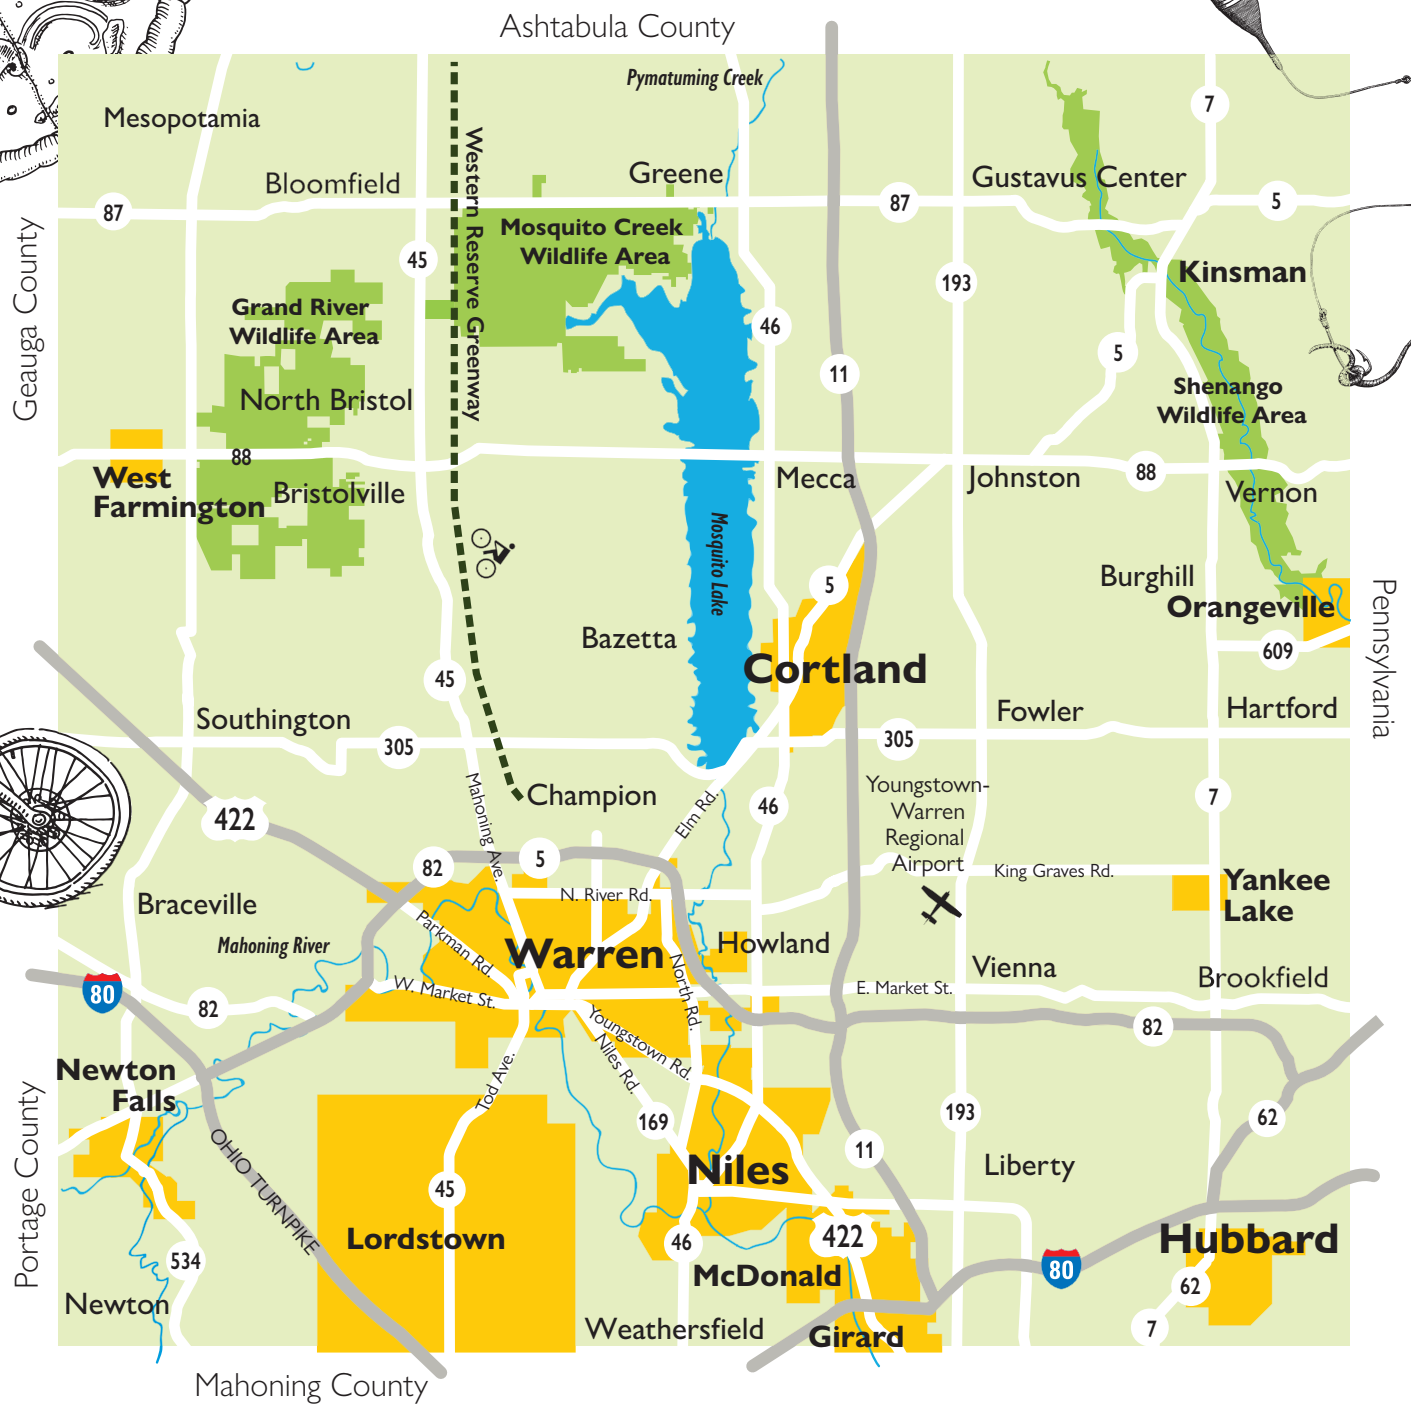 Ashtabula County
Pymatuming Creek
Mesopotamia
7
Greene
Gustavus Center
Bloomfield
87
87
5
Western Reserve Greenway
Mosquito Creek
Wildlife Area
Geauga County
45
Kinsman
193
Grand River
Wildlife Area
46
5
11
Shenango
Wildlife Area
North Bristol
88
West
Farmington
Bristolville
Mecca
Johnston
88
Vernon
Mosquito Lake
5
Burghill
Orangeville
Pennsylvania
Bazetta
609
Cortland
45
Southington
305
305
Fowler
Hartford
Youngstown-
Warren
Regional
Airport
Champion
Mahoning Ave.
Elm Rd.
46
7
422
82
5
King Graves Rd.
N. River Rd.
Yankee
Lake
Braceville
Parkman Rd.
Mahoning River
Warren
Howland
North Rd.
Vienna
Brookfield
80
W. Market St.
E. Market St.
82
82
Youngstown Rd.
Niles Rd.
Tod Ave.
Newton
Falls
169
193
62
Portage County
OHIO TURNPIKE
11
Niles
Liberty
45
Lordstown
46
422
Hubbard
534
80
McDonald
62
Newton
Weathersfield
Girard
7
Mahoning County